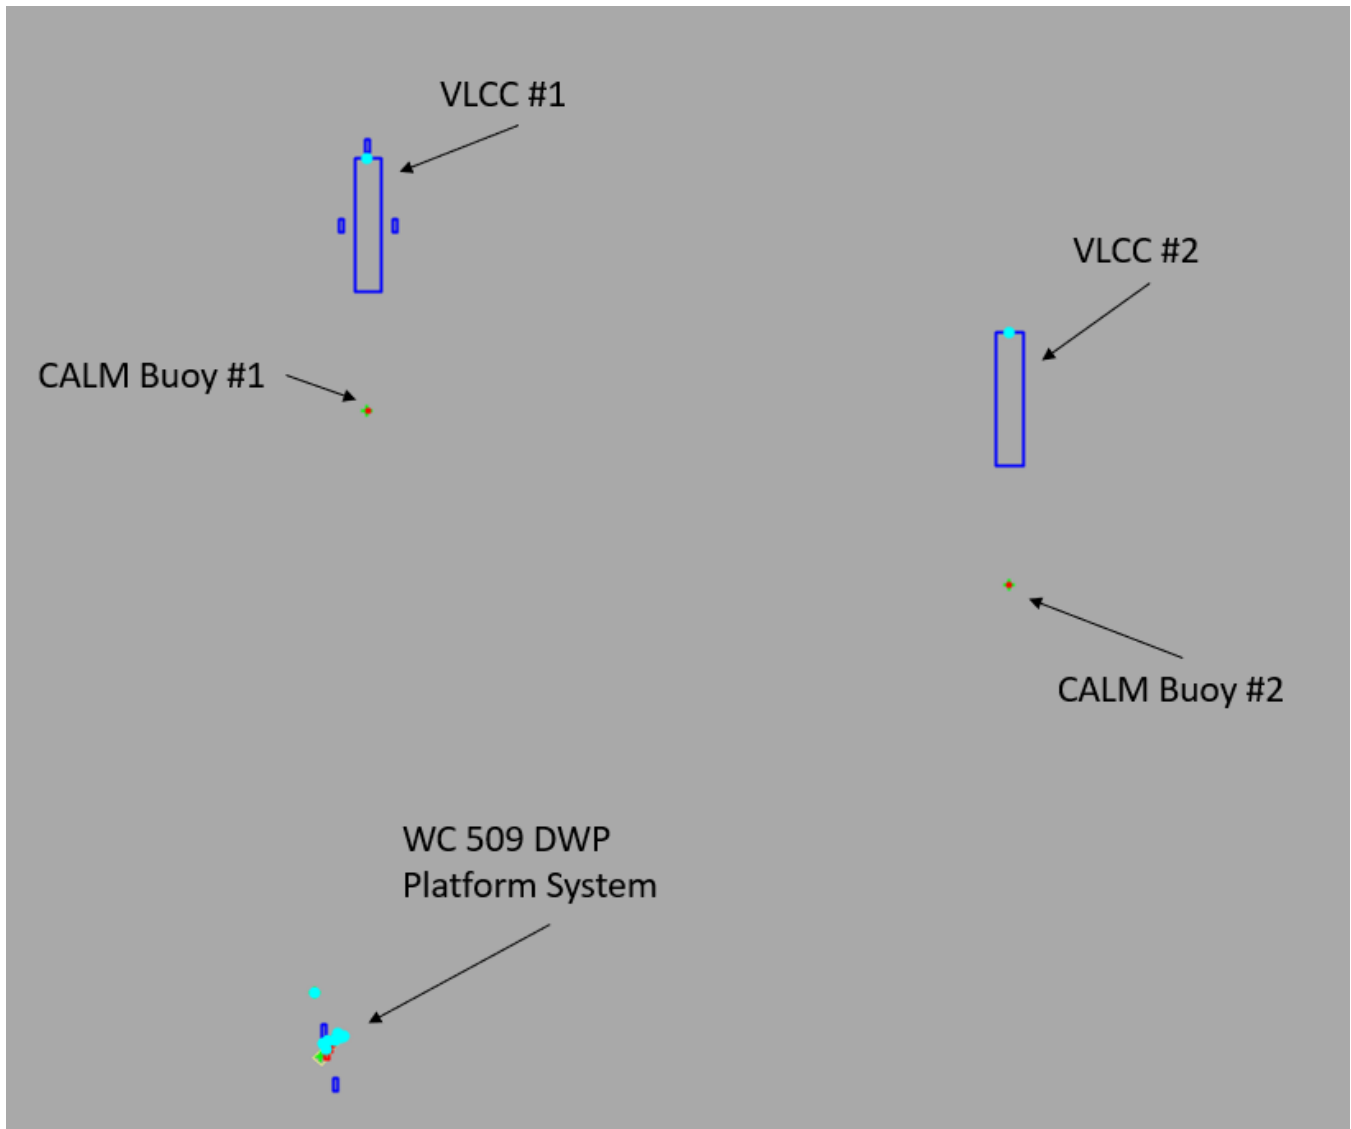 VLCC #1
VLCC #2
CALM Buoy #1
CALM Buoy #2
WC 509 DWP
Platform System